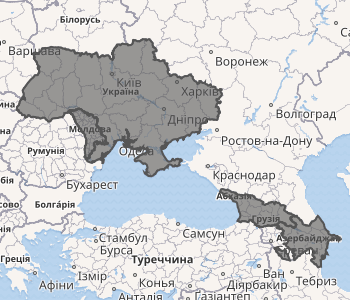 Білорусь
Варшава
Воронеж
Київ
Україна
Харків
Волгоград
Дніпро
Молдова
Ростов-на-Дону
Румунія
Одеса
Краснодар
Бухарест
Абхазія
Болгарія
Грузія
Стамбул
Самсун
Азербайджан
Бурса
Туреччина
Греція
Ізмір
Ван
Тебриз
Афіни
Конья
Діярбакир
Анталія
Газіантеп